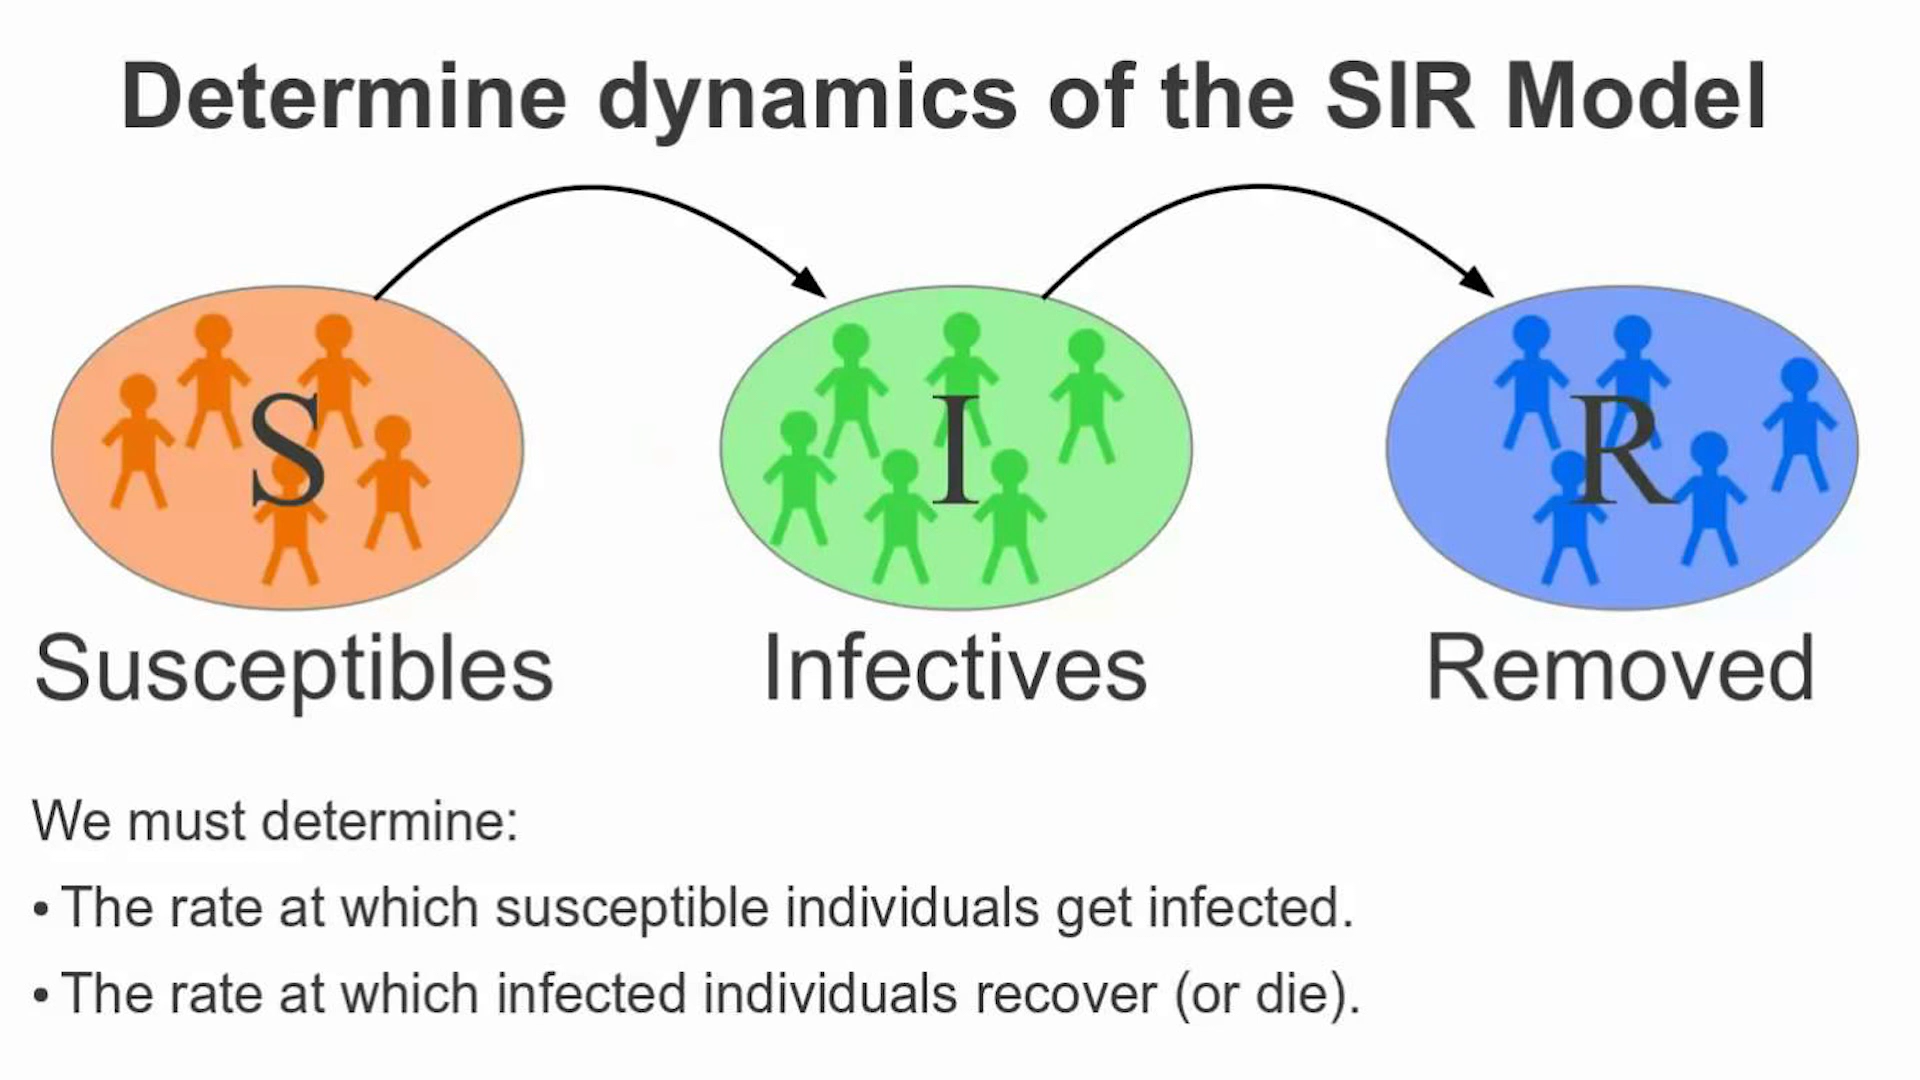 Determine dynamics of the SIR Model
S
I
R
Susceptibles
Infectives
Removed
We must determine:
• The rate at which susceptible individuals get infected.
• The rate at which infected individuals recover (or die).